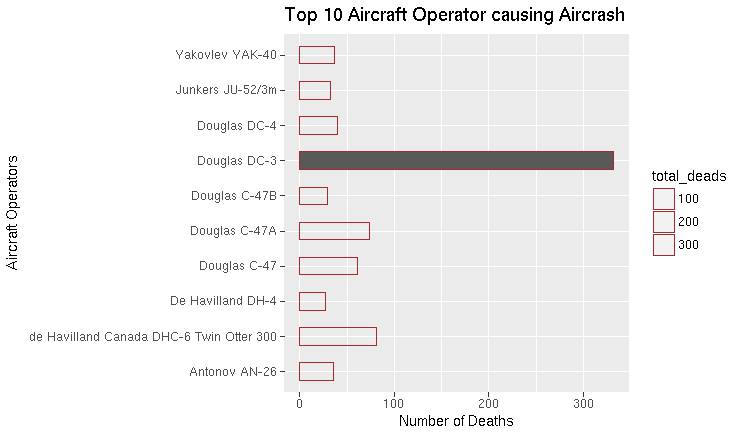 Top 10 Aircraft Operator causing Aircrash
Aircraft Operators
Yakovlev YAK-40
Junkers JU-52/3m
Douglas DC-4
Douglas DC-3
Douglas C-47B
Douglas C-47A
Douglas C-47
De Havilland DH-4
de Havilland Canada DHC-6 Twin Otter 300
Antonov AN-26
0 100 200 300
Number of Deaths
total_deads
100
200
300